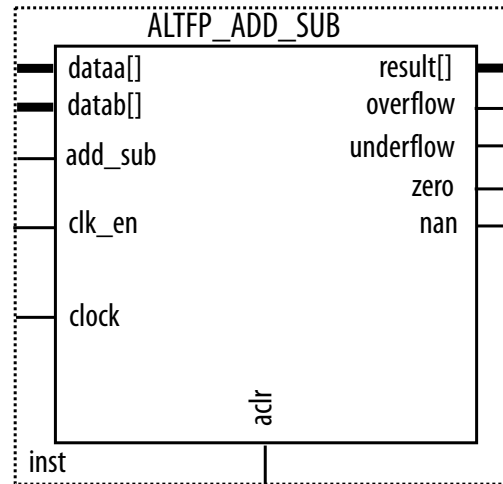 ALTFP_ADD_SUB
dataa[]
result[]
datab[]
overflow
add_sub
underflow
zero
clk_en
nan
clock
aclr
inst